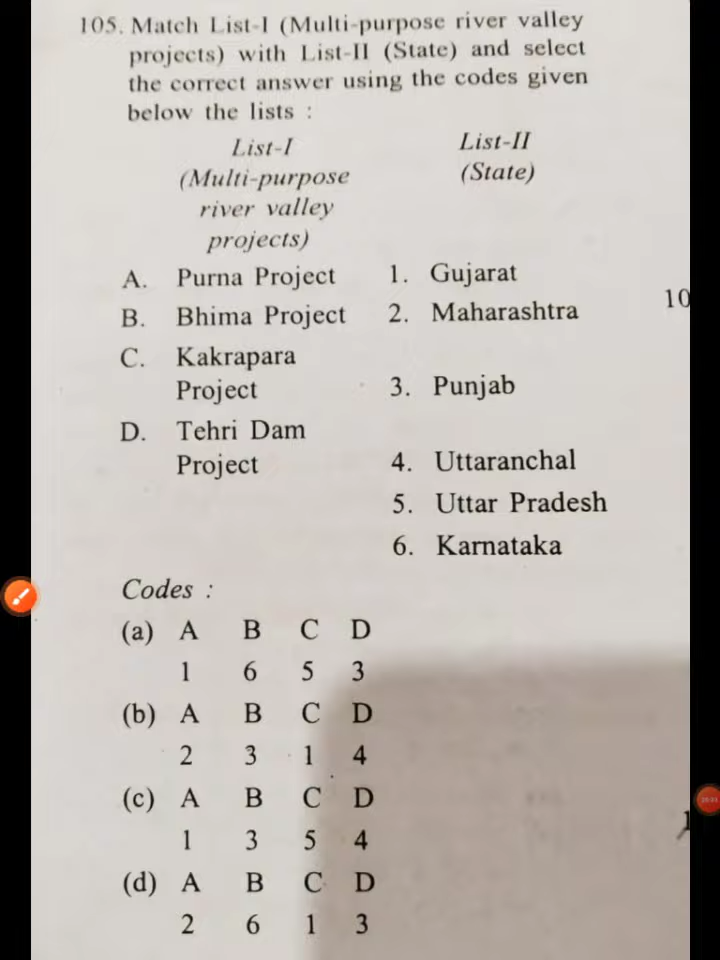 105. Match List-I (Multi-purpose river valley
projects) with List-II (State) and select
the correct answer using the codes given
below the lists :
List-I List-II
(Multi-purpose (State)
river valley
projects)
A. Purna Project 1. Gujarat
B. Bhima Project 2. Maharashtra
10
C. Kakrapara
Project 3. Punjab
D. Tehri Dam
Project 4. Uttaranchal
5. Uttar Pradesh
6. Karnataka
Codes :
(a) A B C D
1 6 5 3
(b) A B C D
2 3 1 4
(c) A B C D
1 3 5 4
(d) A B C D
2 6 1 3